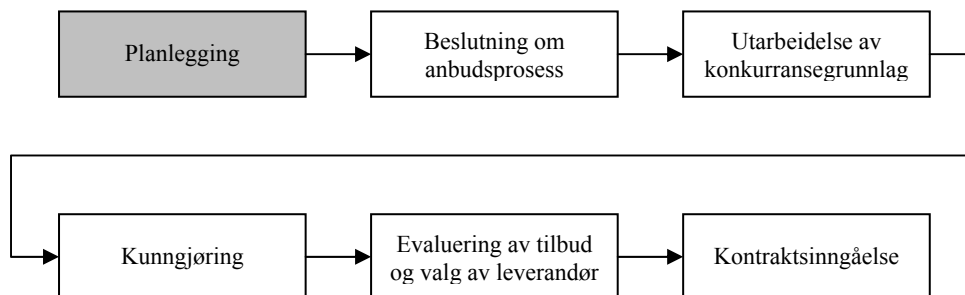 Planlegging
Beslutning om
anbudsprosess
Utarbeidelse av
konkurransegrunnlag
Kunngjøring
Evaluering av tilbud
og valg av leverandør
Kontraktsinngåelse